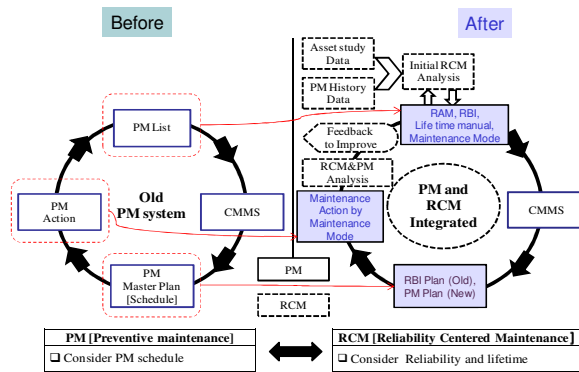 Before
After
Asset study
Data
PM History
Data
Initial RCM
Analysis
PM List
RAM, RBI,
Life time manual,
Maintenance Mode
Feedback
to Improve
RCM&PM
Analysis
PM
Action
Old
PM system
CMMS
Maintenance
Action by
Maintenance
Mode
PM and
RCM
Integrated
CMMS
PM
Master Plan
[Schedule]
PM
RCM
RBI Plan (Old),
PM Plan (New)
PM [Preventive maintenance]
❑ Consider PM schedule
RCM [Reliability Centered Maintenance]
❑ Consider Reliability and lifetime